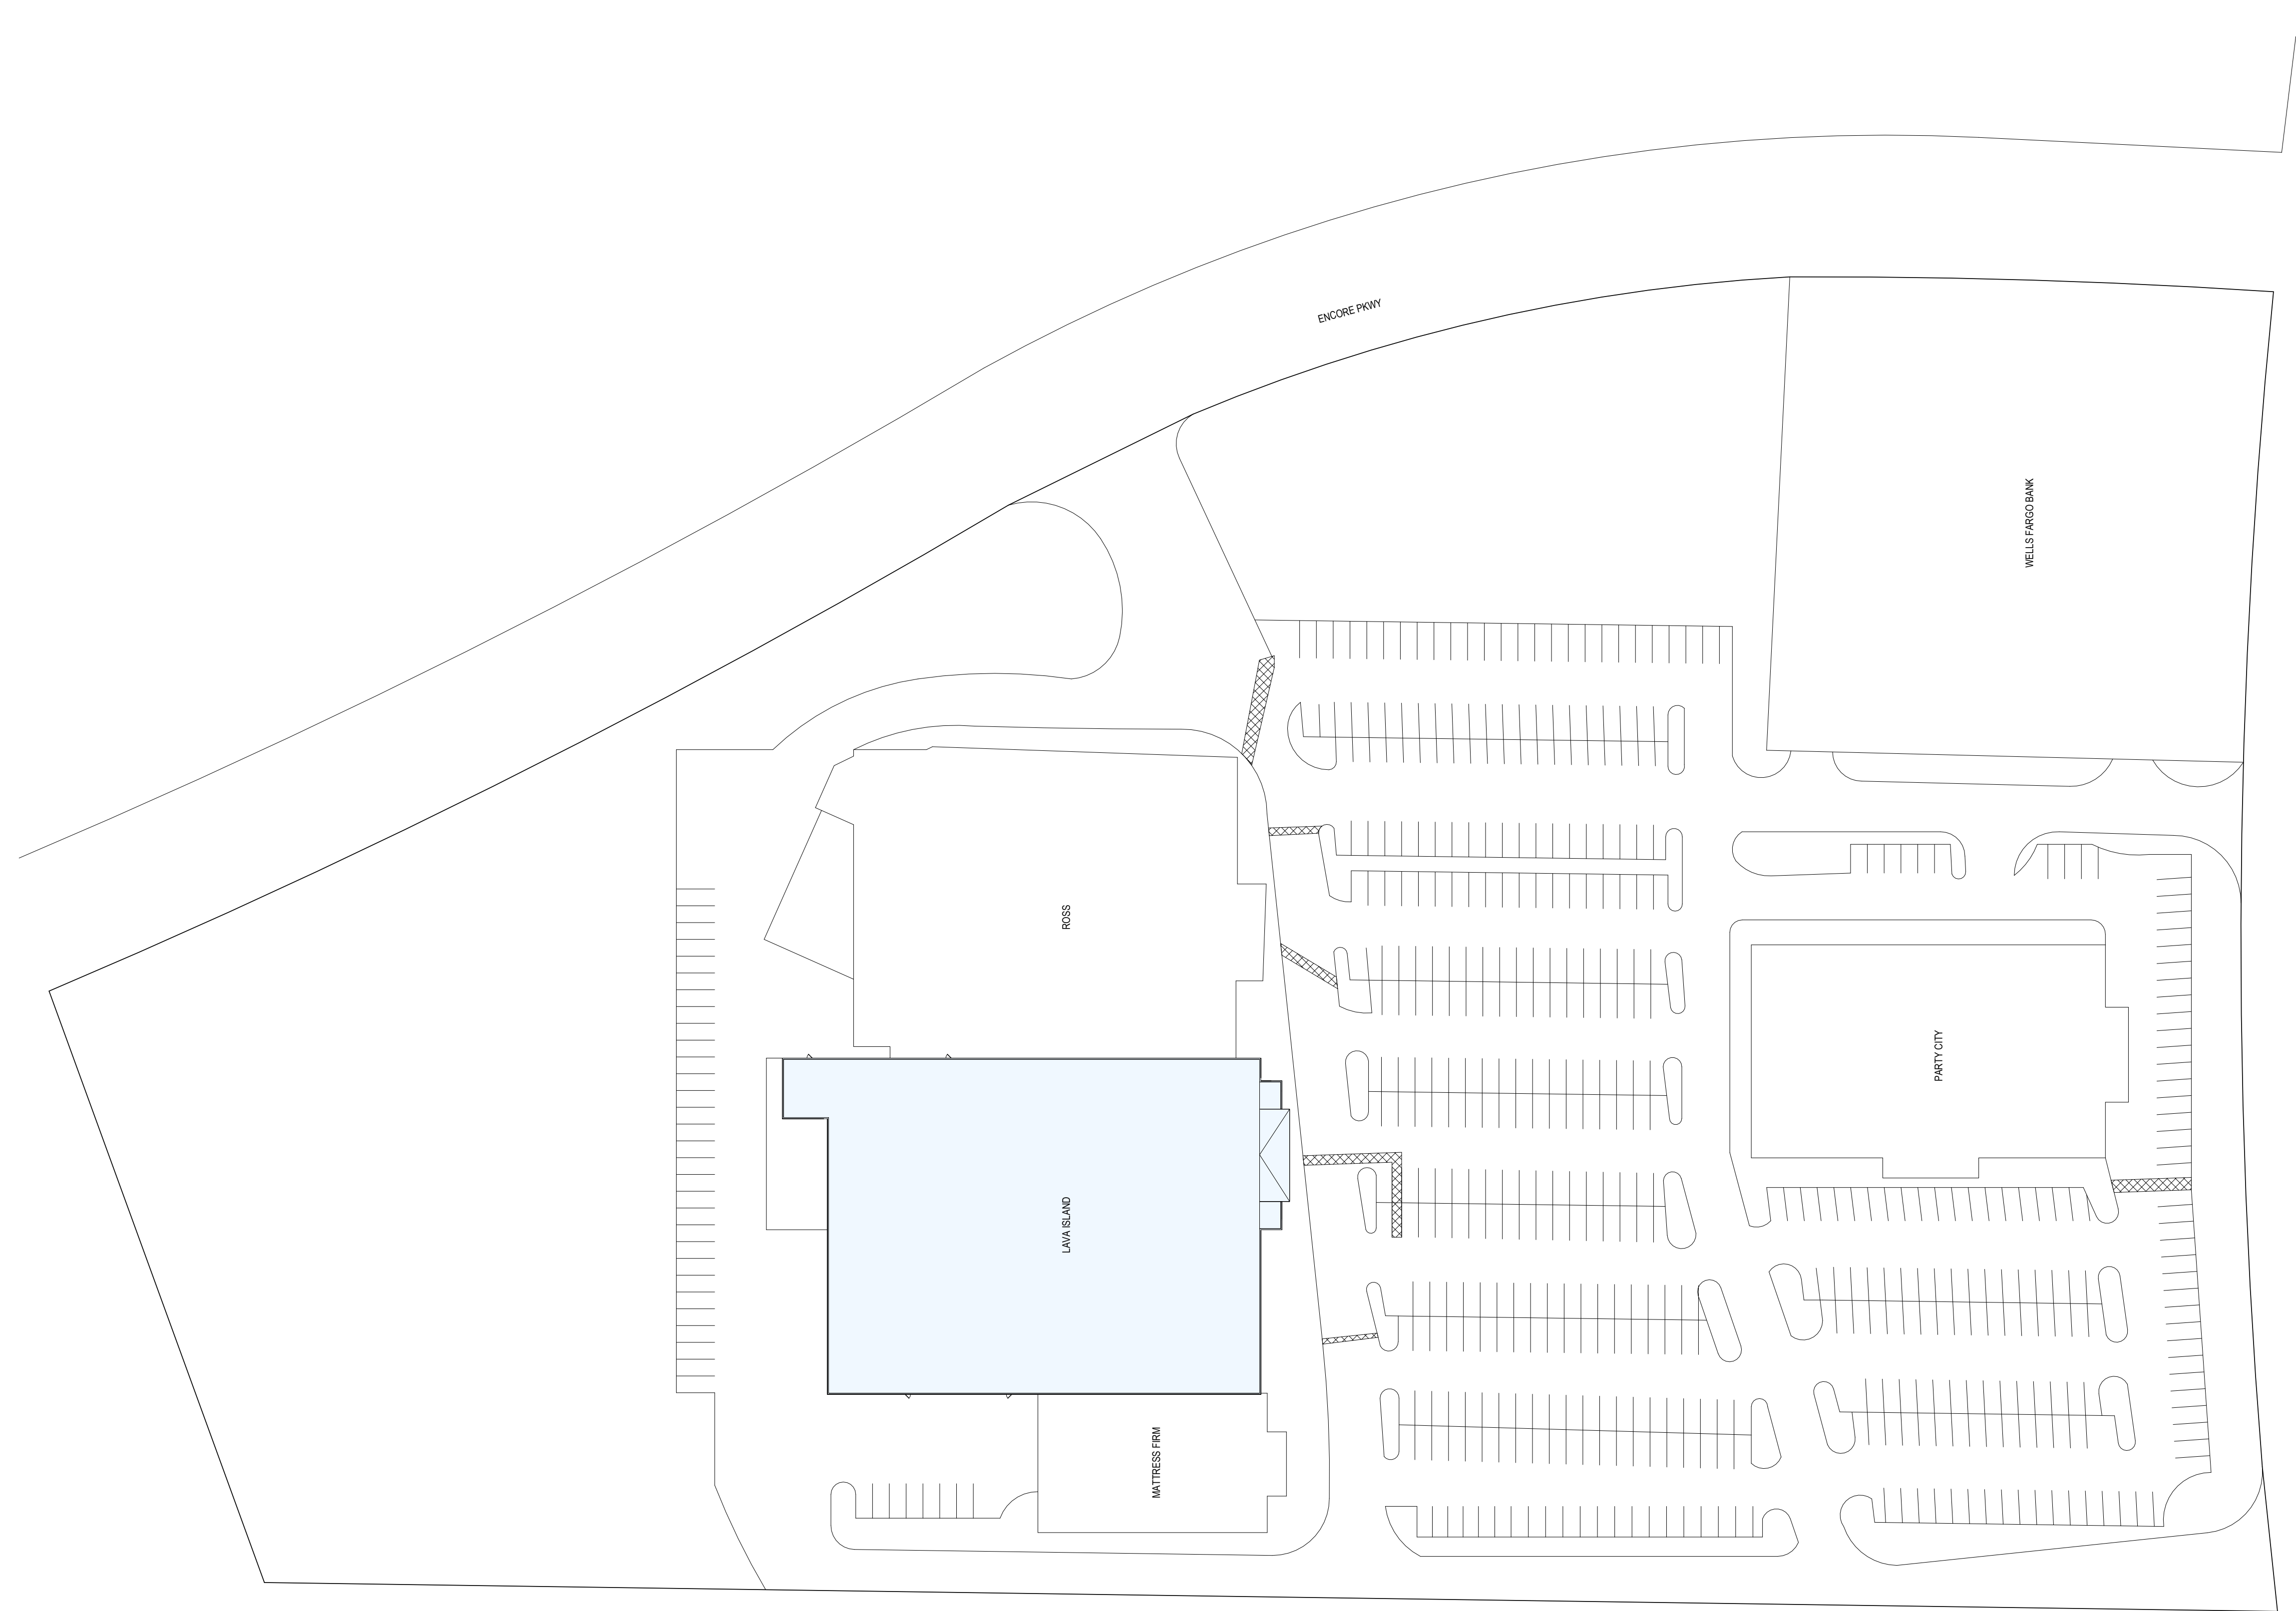 ENCORE PKWY
WELLS FARGO BANK
ROSS
PARTY CITY
LAVA ISLAND
MATTRESS FIRM